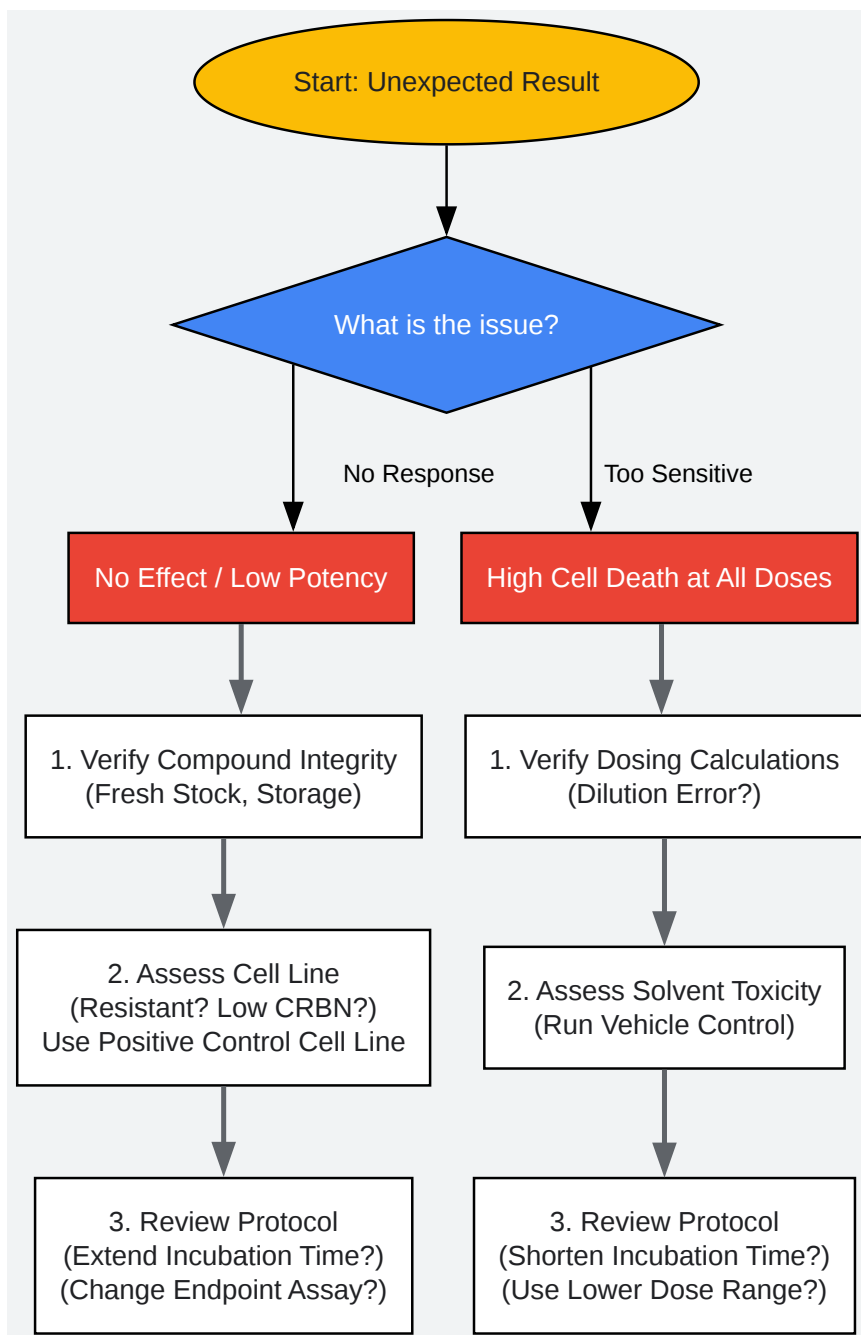 Start: Unexpected Result
What is the issue?
No Response
Too Sensitive
No Effect / Low Potency
High Cell Death at All Doses
1. Verify Compound Integrity
(Fresh Stock, Storage)
1. Verify Dosing Calculations
(Dilution Error?)
2. Assess Cell Line
(Resistant? Low CRBN?)
Use Positive Control Cell Line
2. Assess Solvent Toxicity
(Run Vehicle Control)
3. Review Protocol
(Extend Incubation Time?)
(Change Endpoint Assay?)
3. Review Protocol
(Shorten Incubation Time?)
(Use Lower Dose Range?)